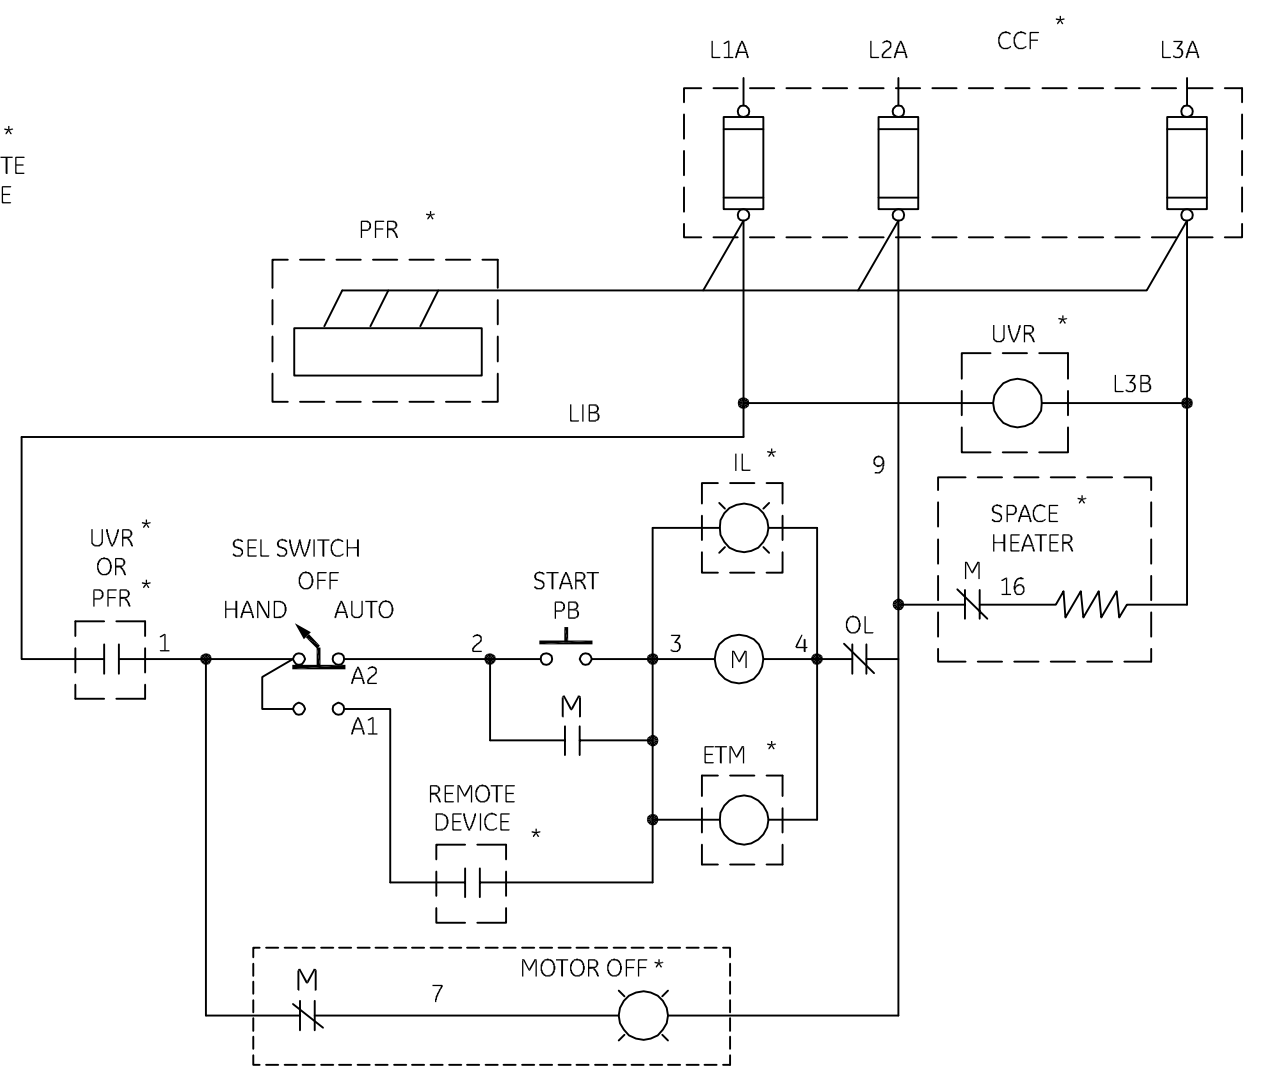 *
TE
E
CCF *
L1A
L2A
L3A
PFR *
UVR *
L3B
LIB
IL *
9
SPACE *
HEATER
M
16
UVR *
OR
PFR *
SEL SWITCH
OFF
HAND AUTO
START
PB
1
2
3
M
4
OL
A2
M
A1
ETM *
REMOTE
DEVICE *
MOTOR OFF *
M
7